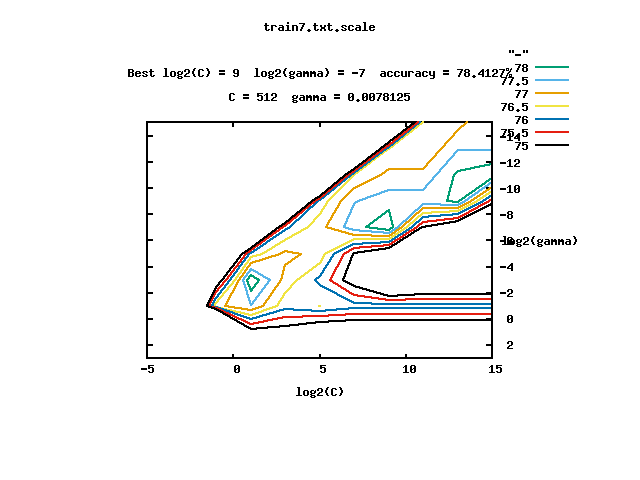 train7.txt.scale
"-"
Best log2(C) = 9  log2(gamma) = -7  accuracy = 78.4127%
78
77.5
C = 512  gamma = 0.0078125
77
76.5
76
75.5
75
-14
-12
-10
-8
-6
log2(gamma)
-4
-2
0
2
-5 0 5 10 15
log2(C)